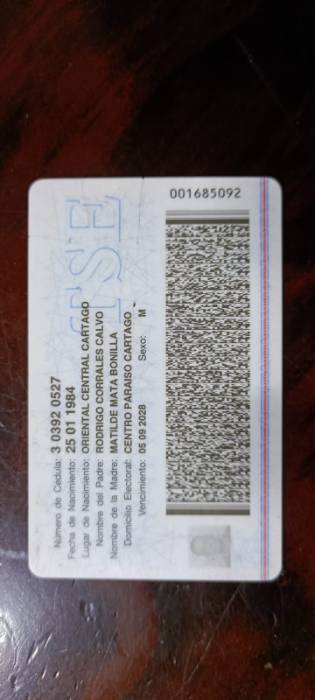 Número de Cédula: 3 0392 0527
Fecha de Nacimiento: 25 01 1984
Lugar de Nacimiento: ORIENTAL CENTRAL CARTAGO
Nombre del Padre: RODRIGO CORRALES CALVO
Nombre de la Madre: MATILDE MATA BONILLA
Domicilio Electoral: CENTRO PARAISO CARTAGO
Vencimiento: 05 09 2028 Sexo: M
TSE
001685092